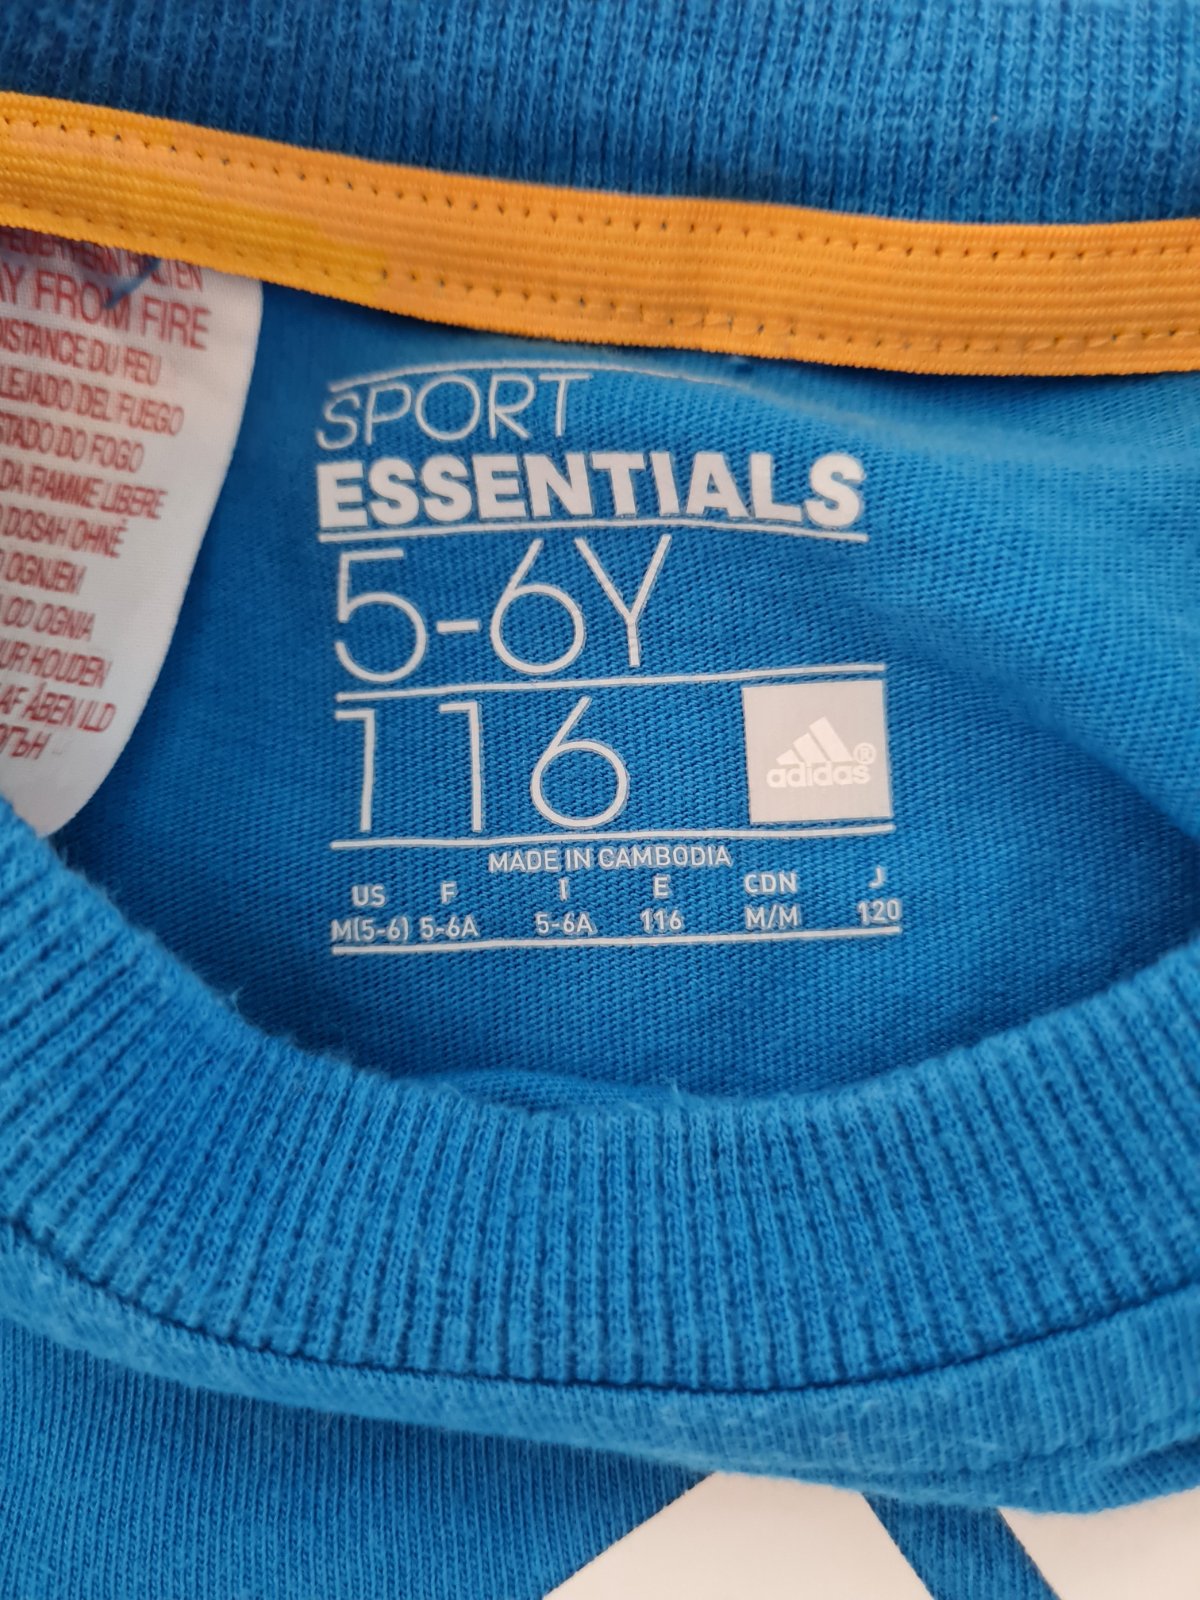 AY FROM FIRE
DISTANCE DU FEU
ALEJADO DEL FUEGO
STADO DO FOGO
DA FIAMME LIBERE
DOSAH OHNĚ
OGNJEM
OD OGNIA
UUR HOUDEN
AF ÅBEN ILD
SPORT
ESSENTIALS
5-6Y
116
adidas®
MADE IN CAMBODIA
US F I E CDN J
M(5-6) 5-6A 5-6A 116 M/M 120